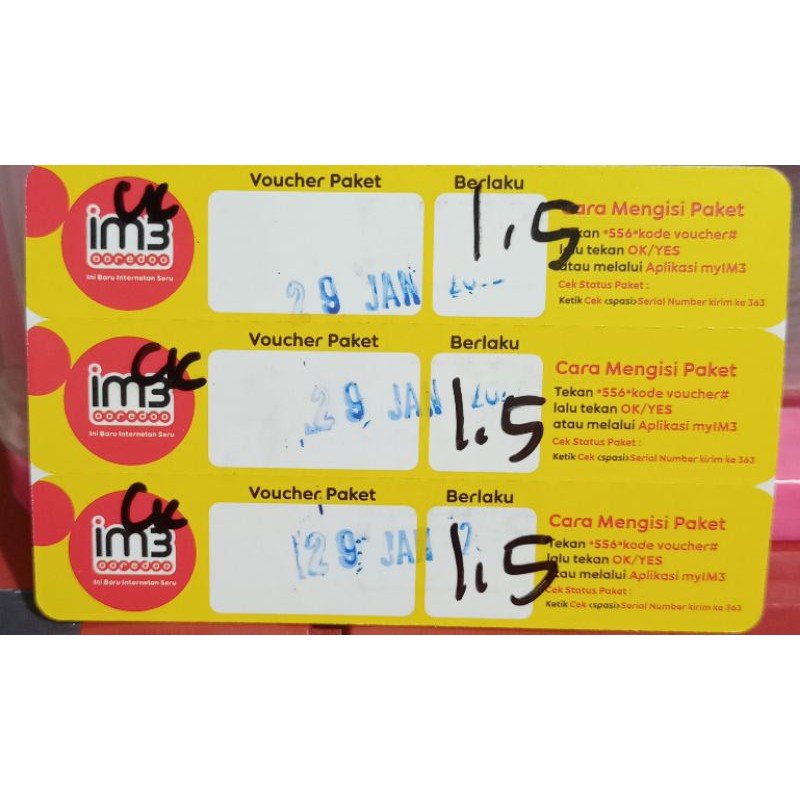 Voucher Paket
Berlaku
im3
ooredoo
Ini Baru Internetan Seru
29 JAN
1.5
Cara Mengisi Paket
Tekan *556*kode voucher#
lalu tekan OK/YES
atau melalui Aplikasi myIM3
Cek Status Paket :
Ketik Cek <spasi>Serial Number kirim ke 363
Voucher Paket
Berlaku
im3
ooredoo
Ini Baru Internetan Seru
29 JAN
1.5
Cara Mengisi Paket
Tekan *556*kode voucher#
lalu tekan OK/YES
atau melalui Aplikasi myIM3
Cek Status Paket :
Ketik Cek <spasi>Serial Number kirim ke 363
Voucher Paket
Berlaku
im3
ooredoo
Ini Baru Internetan Seru
29 JAN
1.5
Cara Mengisi Paket
Tekan *556*kode voucher#
lalu tekan OK/YES
atau melalui Aplikasi myIM3
Cek Status Paket :
Ketik Cek <spasi>Serial Number kirim ke 363